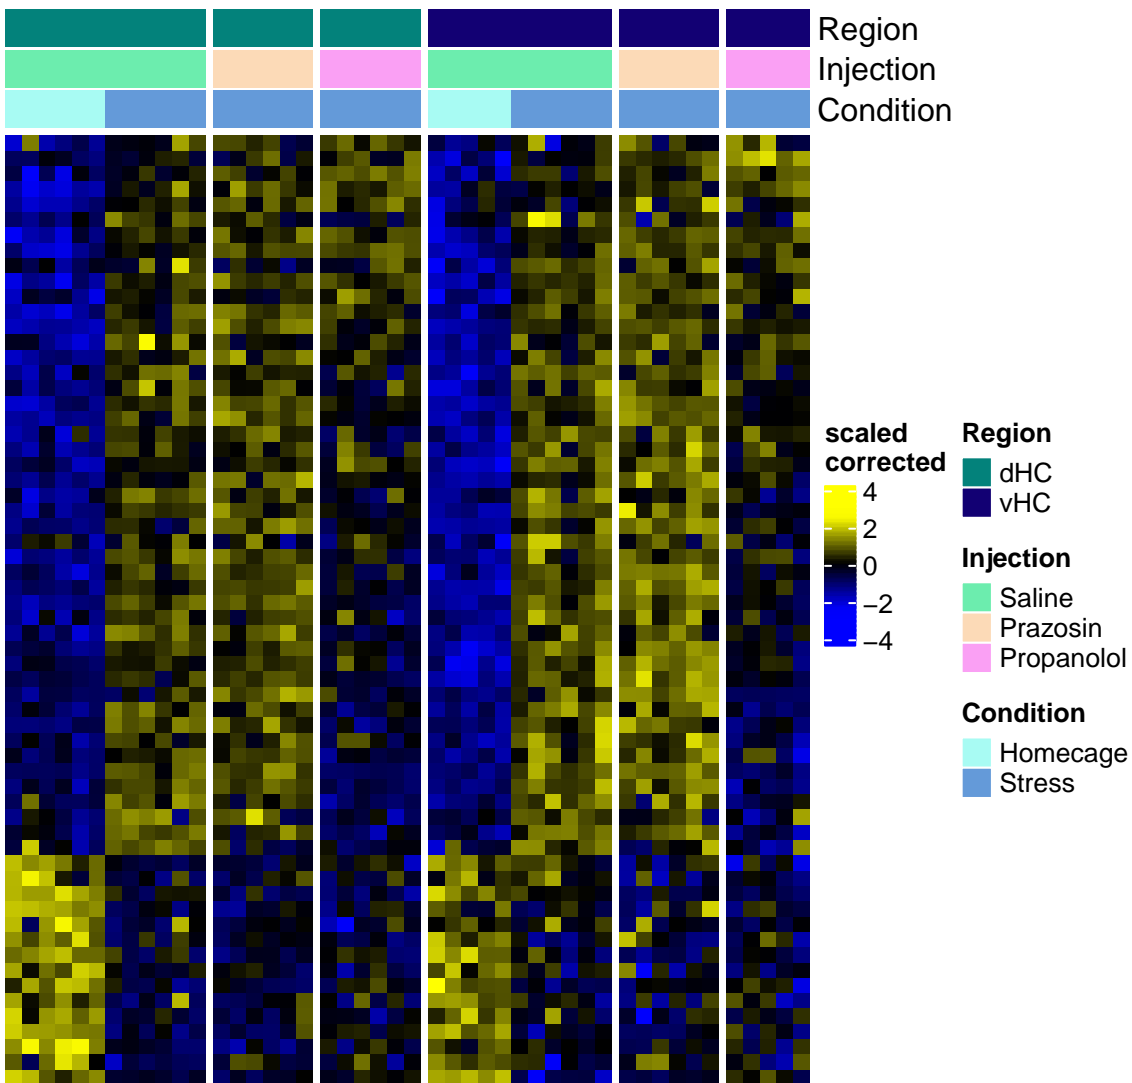 Region
Injection
Condition
scaled
corrected
4
2
0
−2
−4
Region
dHC
vHC
Injection
Saline
Prazosin
Propanolol
Condition
Homecage
Stress